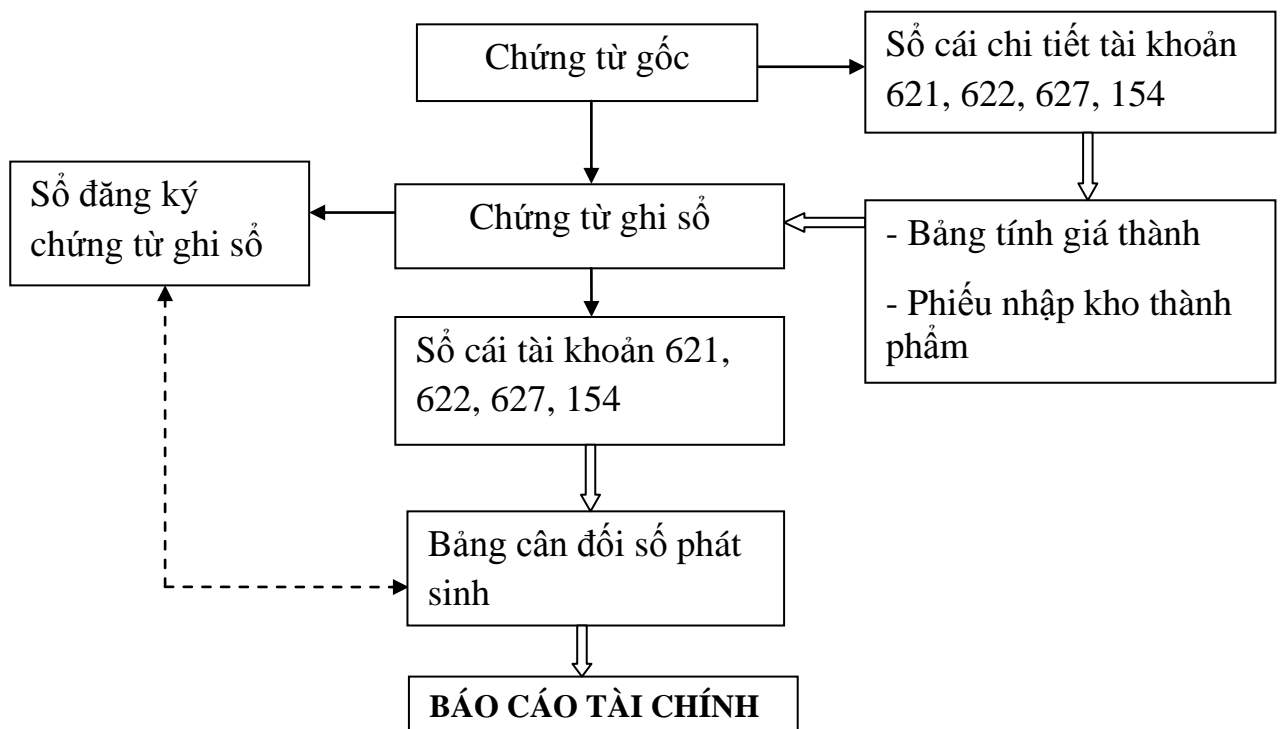 Chứng từ gốc
Sổ cái chi tiết tài khoản
621, 622, 627, 154
Sổ đăng ký
chứng từ ghi sổ
Chứng từ ghi sổ
- Bảng tính giá thành
- Phiếu nhập kho thành
phẩm
Sổ cái tài khoản 621,
622, 627, 154
Bảng cân đối số phát
sinh
BÁO CÁO TÀI CHÍNH